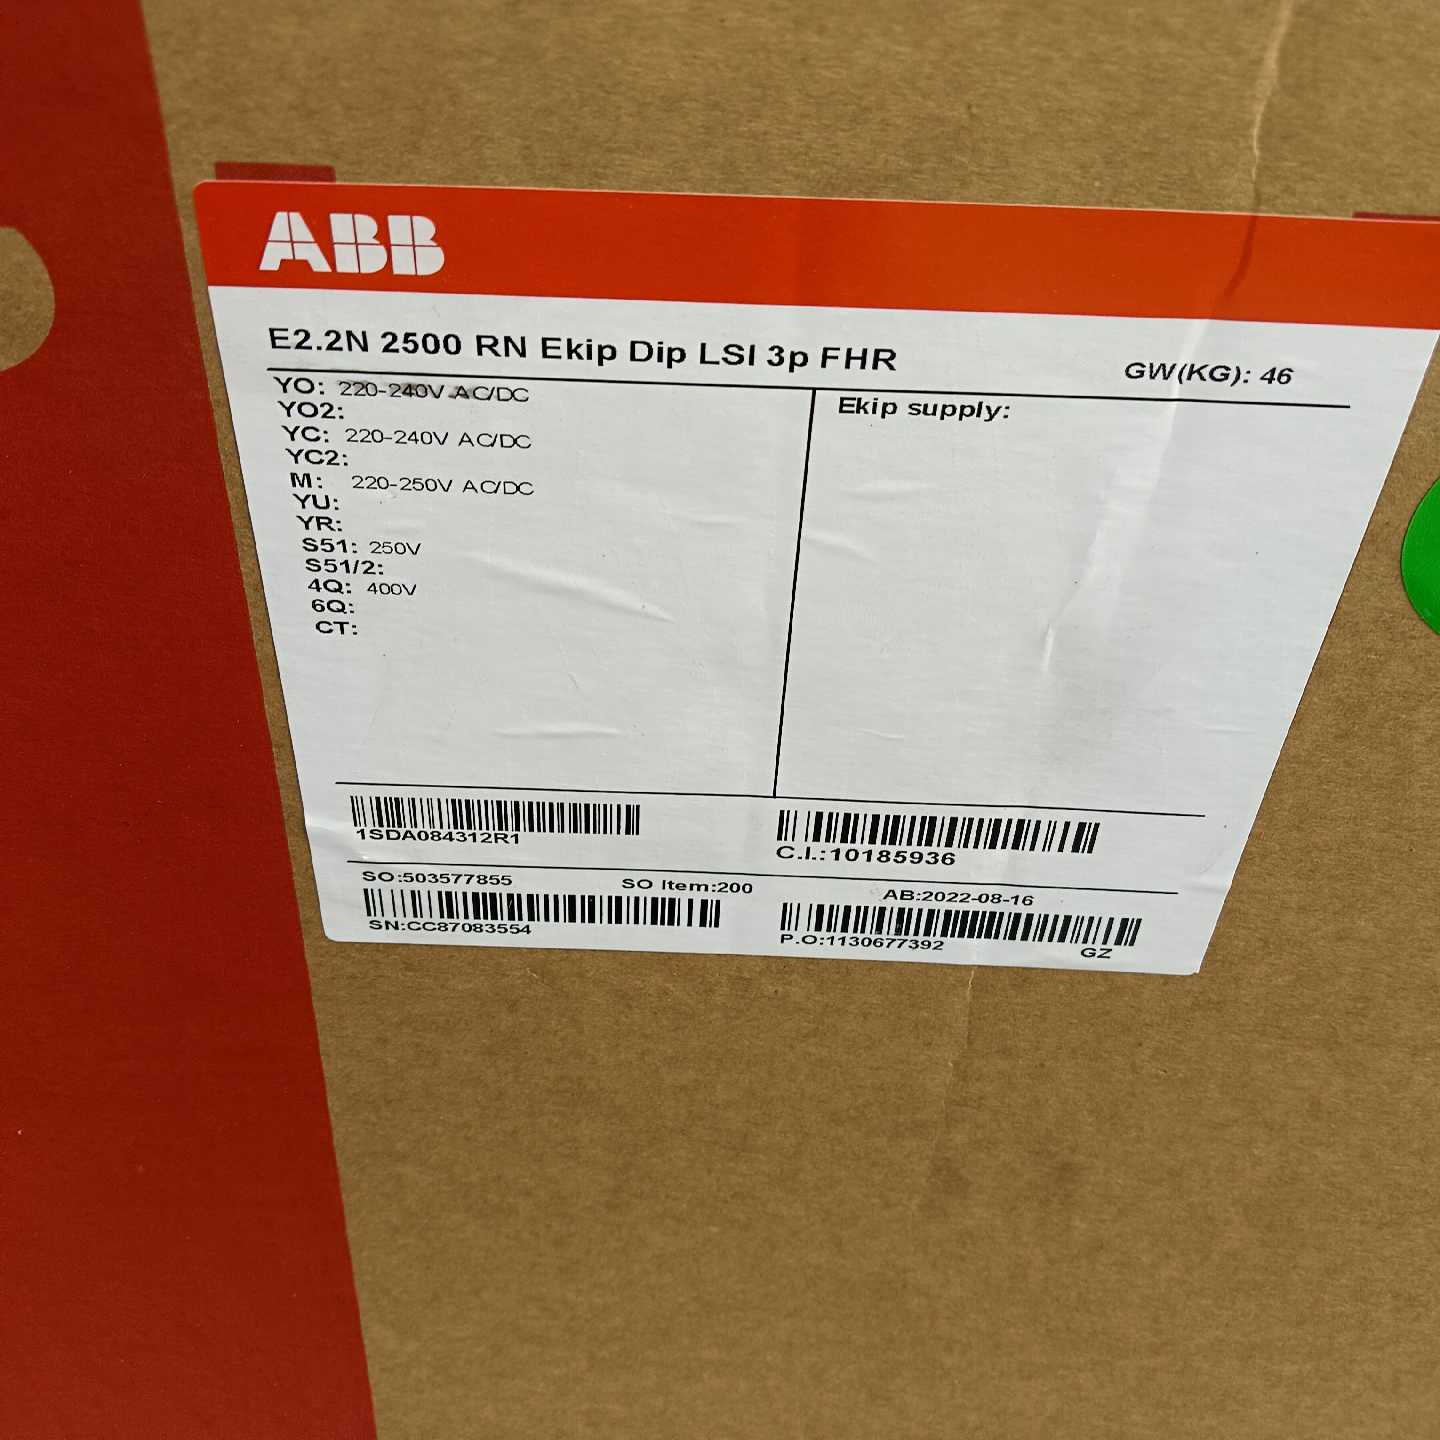 ABB
E2.2N 2500 RN Ekip Dip LSI 3p FHR
GW(KG): 46
YO: 220-240V AC/DC
YO2:
YC: 220-240V AC/DC
YC2:
M: 220-250V AC/DC
YU:
YR:
S51: 250V
S51/2:
4Q: 400V
6Q:
CT:
Ekip supply:
1SDA084312R1
C.I.:10185936
SO:503577855 SO Item:200 AB:2022-08-16
SN:CC87083554
P.O:1130677392
GZ